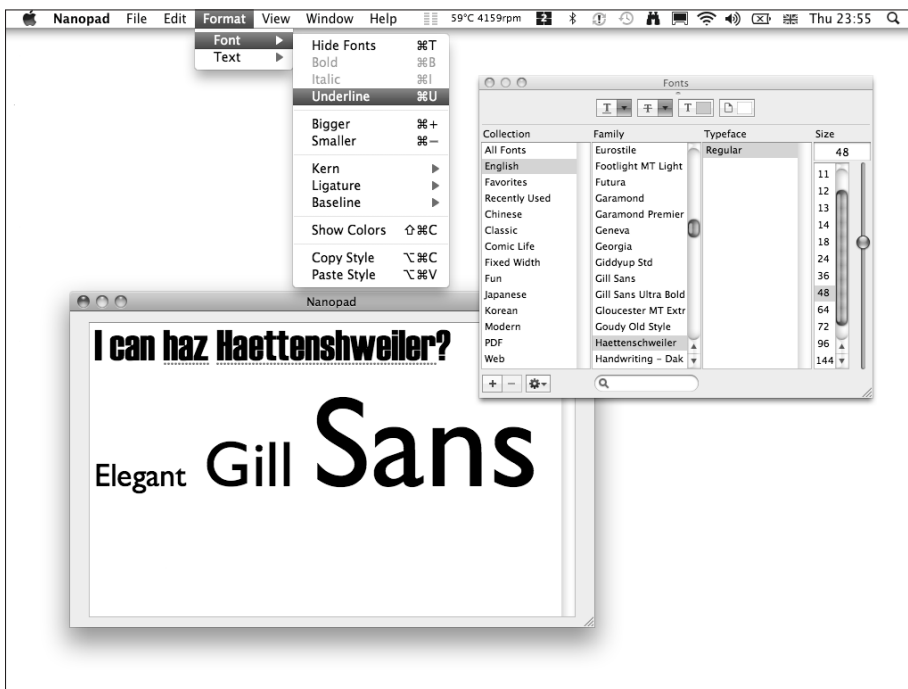 Nanopad File Edit Format View Window Help 59°C 4159rpm 2 Thu 23:55
Font
Text
Hide Fonts ⌘T
Bold ⌘B
Italic ⌘I
Underline ⌘U
Bigger ⌘+
Smaller ⌘−
Kern
Ligature
Baseline
Show Colors ⇧⌘C
Copy Style ⌥⌘C
Paste Style ⌥⌘V
Fonts
T T T
Collection Family Typeface Size
All Fonts
English
Favorites
Recently Used
Chinese
Classic
Comic Life
Fixed Width
Fun
Japanese
Korean
Modern
PDF
Web
Eurostile
Footlight MT Light
Futura
Garamond
Garamond Premier
Geneva
Georgia
Giddyup Std
Gill Sans
Gill Sans Ultra Bold
Gloucester MT Extr
Goudy Old Style
Haettenschweiler
Handwriting – Dak
Regular
48
11
12
13
14
18
24
36
48
64
72
96
144
Nanopad
I can haz Haettenshweiler?
Elegant Gill Sans